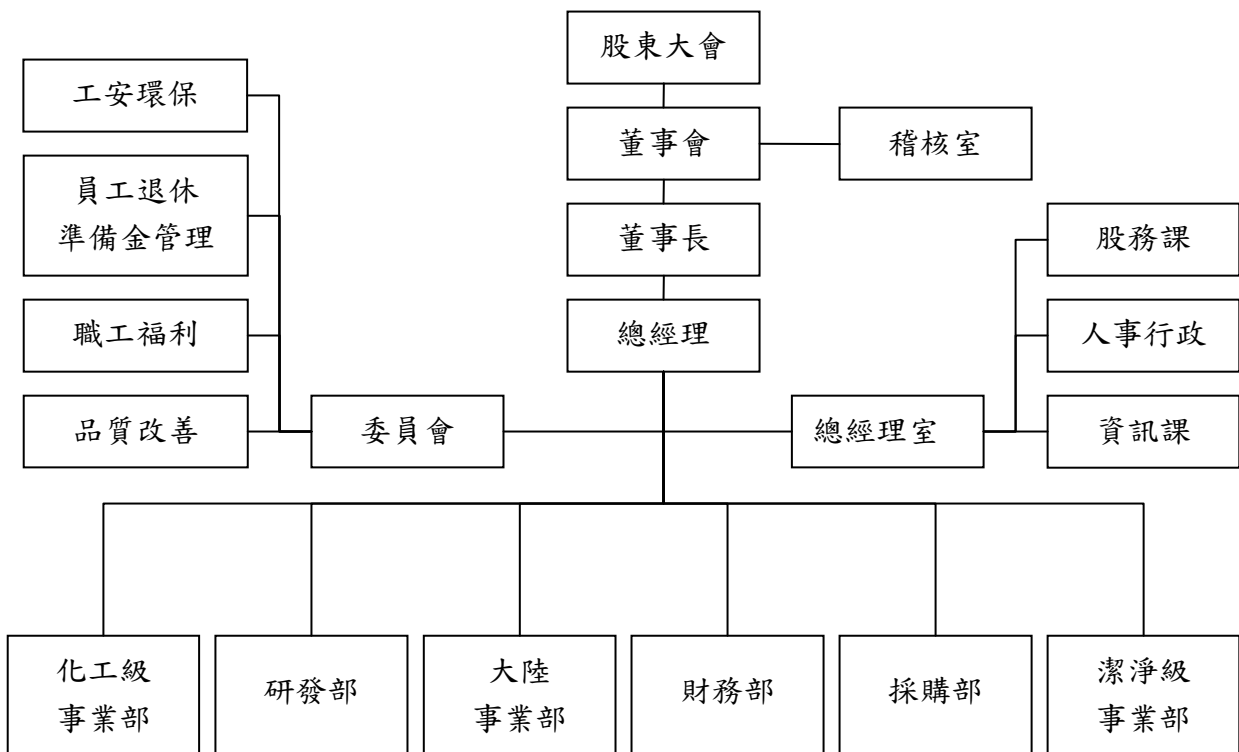 股東大會
工安環保
董事會
稽核室
員工退休
準備金管理
董事長
股務課
職工福利
總經理
人事行政
品質改善
委員會
總經理室
資訊課
化工級
事業部
研發部
大陸
事業部
財務部
採購部
潔淨級
事業部